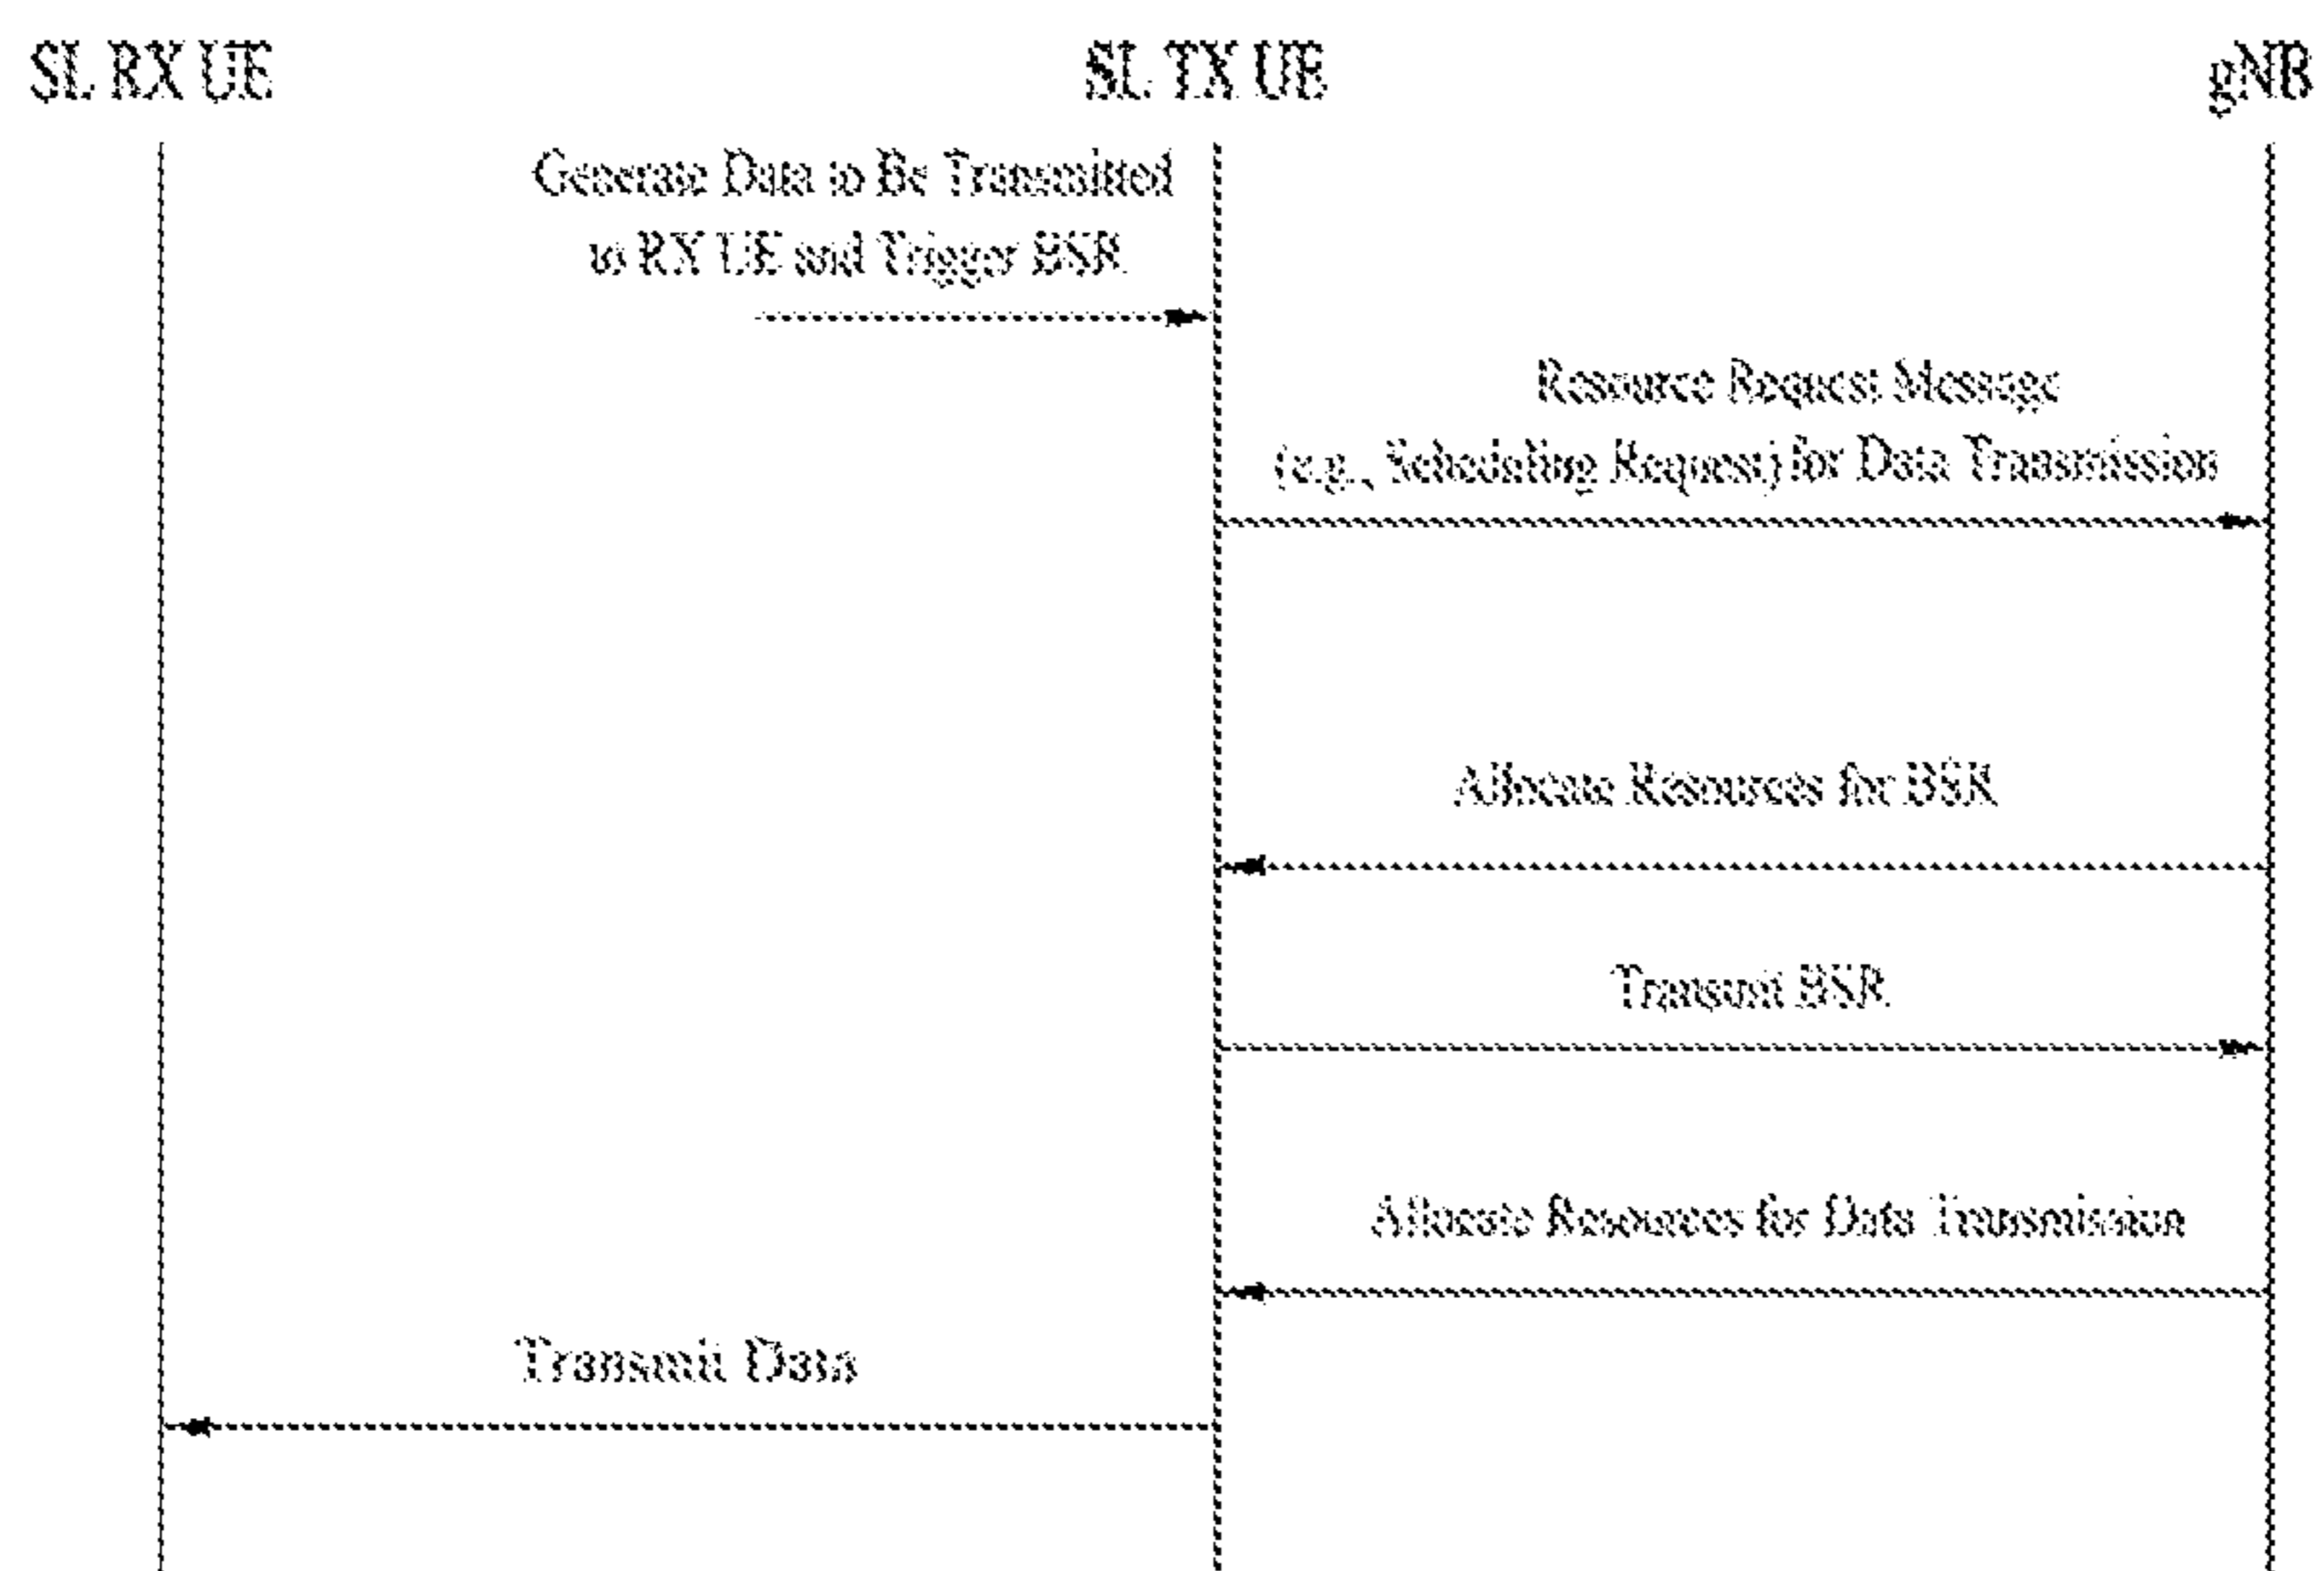 SL RX UE
SL TX UE
gNB
Generate Data to Be Transmitted
to RX UE and Trigger BSR
Resource Request Message
(e.g., Scheduling Request) for Data Transmission
Allocate Resources for BSR
Transmit BSR
Allocate Resources for Data Transmission
Transmit Data